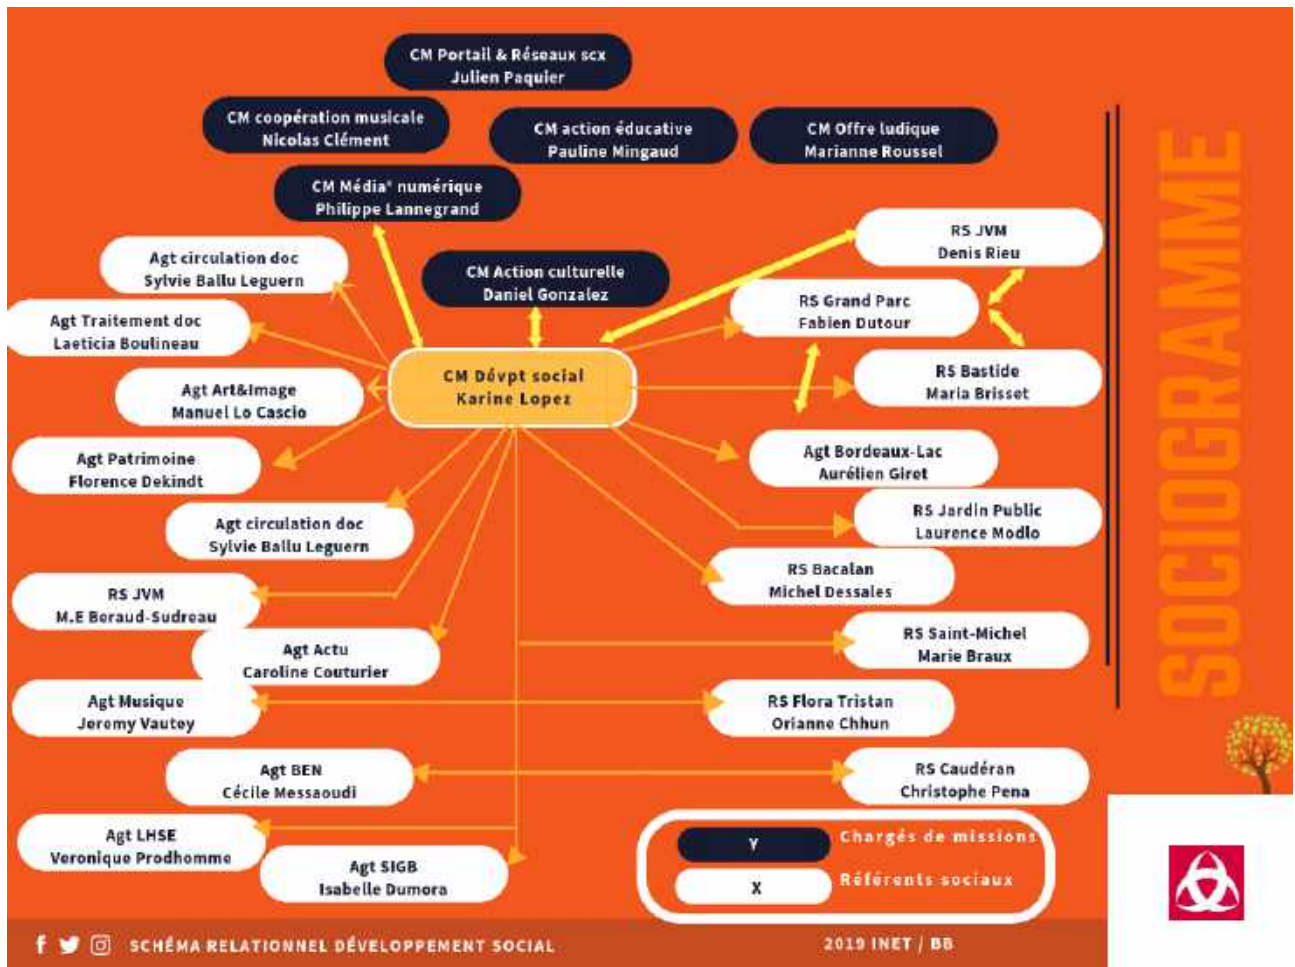 CM Portail & Réseaux scx
Julien Paquier
CM coopération musicale
Nicolas Clément
CM action éducative
Pauline Mingaud
CM Offre ludique
Marianne Roussel
CM Média* numérique
Philippe Lannegrand
RS JVM
Denis Rieu
Agt circulation doc
Sylvie Ballu Leguern
CM Action culturelle
Daniel Gonzalez
RS Grand Parc
Fabien Dutour
Agt Traitement doc
Laeticia Boulineau
RS Bastide
Maria Brisset
CM Dévpt social
Karine Lopez
Agt Art&Image
Manuel Lo Cascio
Agt Bordeaux-Lac
Aurélien Giret
Agt Patrimoine
Florence Dekindt
RS Jardin Public
Laurence Modlo
Agt circulation doc
Sylvie Ballu Leguern
RS Bacalan
Michel Dessales
RS JVM
M.E Beraud-Sudreau
RS Saint-Michel
Marie Braux
Agt Actu
Caroline Couturier
Agt Musique
Jeremy Vautey
RS Flora Tristan
Orianne Chhun
Agt BEN
Cécile Messaoudi
RS Caudéran
Christophe Pena
Agt LHSE
Veronique Prodhomme
Agt SIGB
Isabelle Dumora
Y Chargés de missions
X Référents sociaux
SOCIOGRAMME
SCHÉMA RELATIONNEL DÉVELOPPEMENT SOCIAL
2019 INET / BB